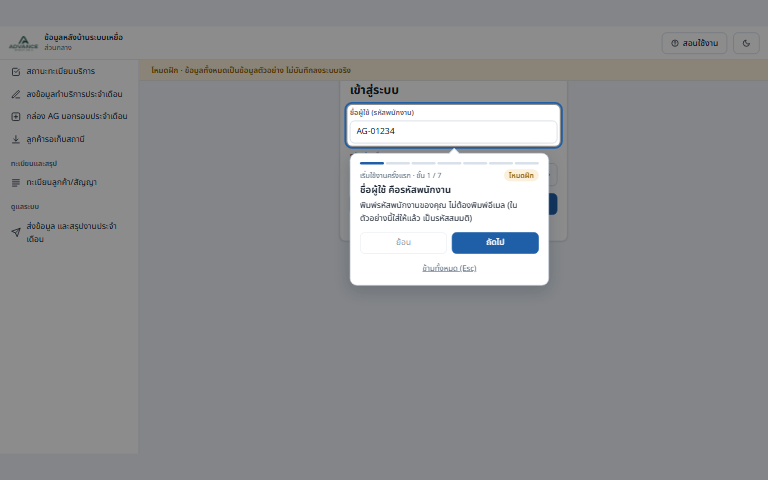 ADVANCE
ข้อมูลหลังบ้านระบบเหยื่อ
ส่วนกลาง
สอนใช้งาน
สถานะทะเบียนบริการ
ลงข้อมูลทำบริการประจำเดือน
กล่อง AG นอกรอบประจำเดือน
ลูกค้ารอเก็บสถานี
ทะเบียนและสรุป
ทะเบียนลูกค้า/สัญญา
ดูแลระบบ
ส่งข้อมูล และสรุปงานประจำ
เดือน
โหมดฝึก · ข้อมูลทั้งหมดเป็นข้อมูลตัวอย่าง ไม่บันทึกลงระบบจริง
เข้าสู่ระบบ
ชื่อผู้ใช้ (รหัสพนักงาน)
AG-01234
เริ่มใช้งานครั้งแรก · ขั้น 1 / 7
โหมดฝึก
ชื่อผู้ใช้ คือรหัสพนักงาน
พิมพ์รหัสพนักงานของคุณ ไม่ต้องพิมพ์อีเมล (ใน
ตัวอย่างนี้ใส่ให้แล้ว เป็นรหัสสมมติ)
ย้อน
ถัดไป
ข้ามทั้งหมด (Esc)